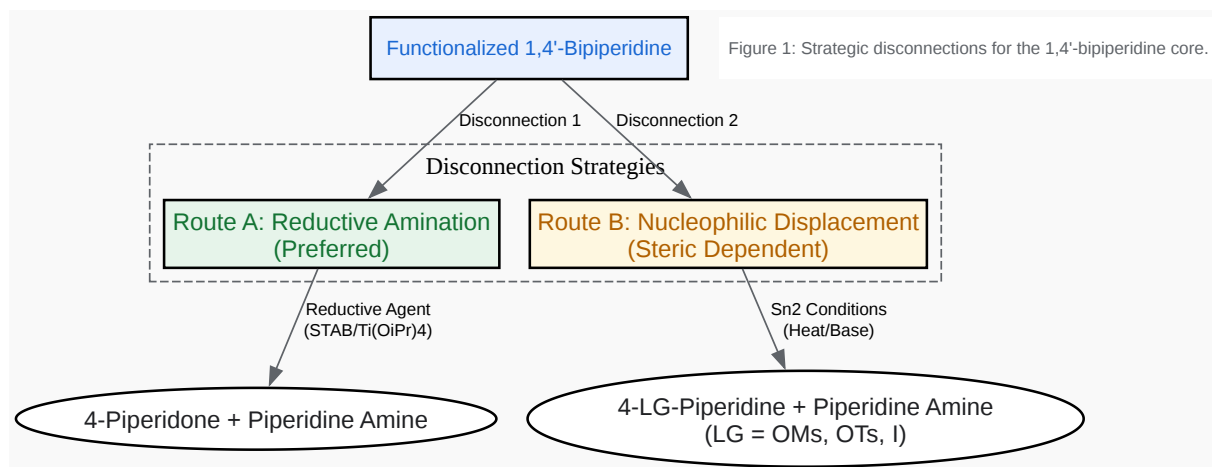 Functionalized 1,4'-Bipiperidine
Figure 1: Strategic disconnections for the 1,4'-bipiperidine core.
Disconnection 1
Disconnection 2
Disconnection Strategies
Route A: Reductive Amination
(Preferred)
Route B: Nucleophilic Displacement
(Steric Dependent)
Reductive Agent
(STAB/Ti(OiPr)4)
Sn2 Conditions
(Heat/Base)
4-Piperidone + Piperidine Amine
4-LG-Piperidine + Piperidine Amine
(LG = OMs, OTs, I)